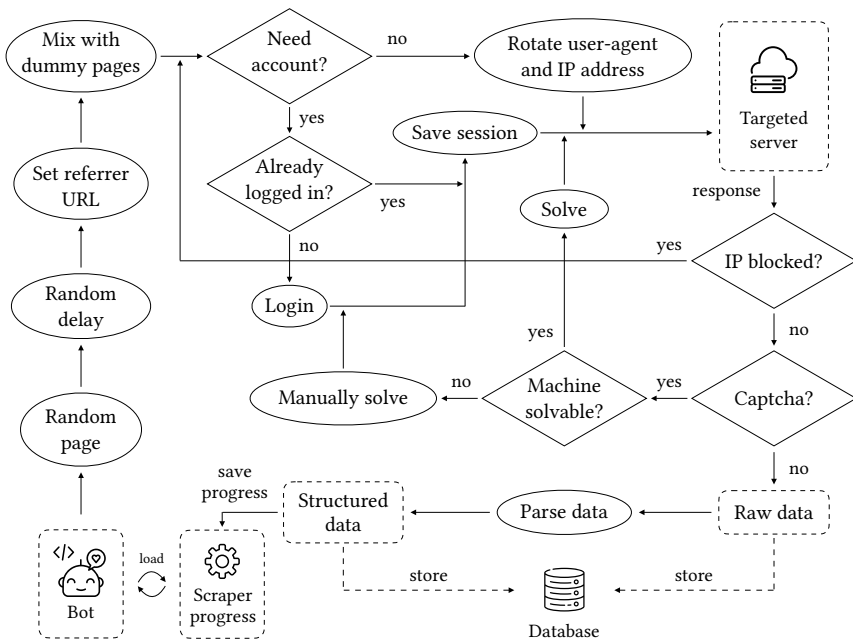 Mix with
dummy pages
Need
account?
no
Rotate user-agent
and IP address
Targeted
server
yes
Save session
Already
logged in?
yes
Set referrer
URL
Solve
response
no
yes
IP blocked?
Random
delay
Login
no
yes
Manually solve
no
Machine
solvable?
yes
Captcha?
Random
page
no
save
progress
Structured
data
Parse data
Raw data
</>
Bot
load
Scraper
progress
store
store
Database